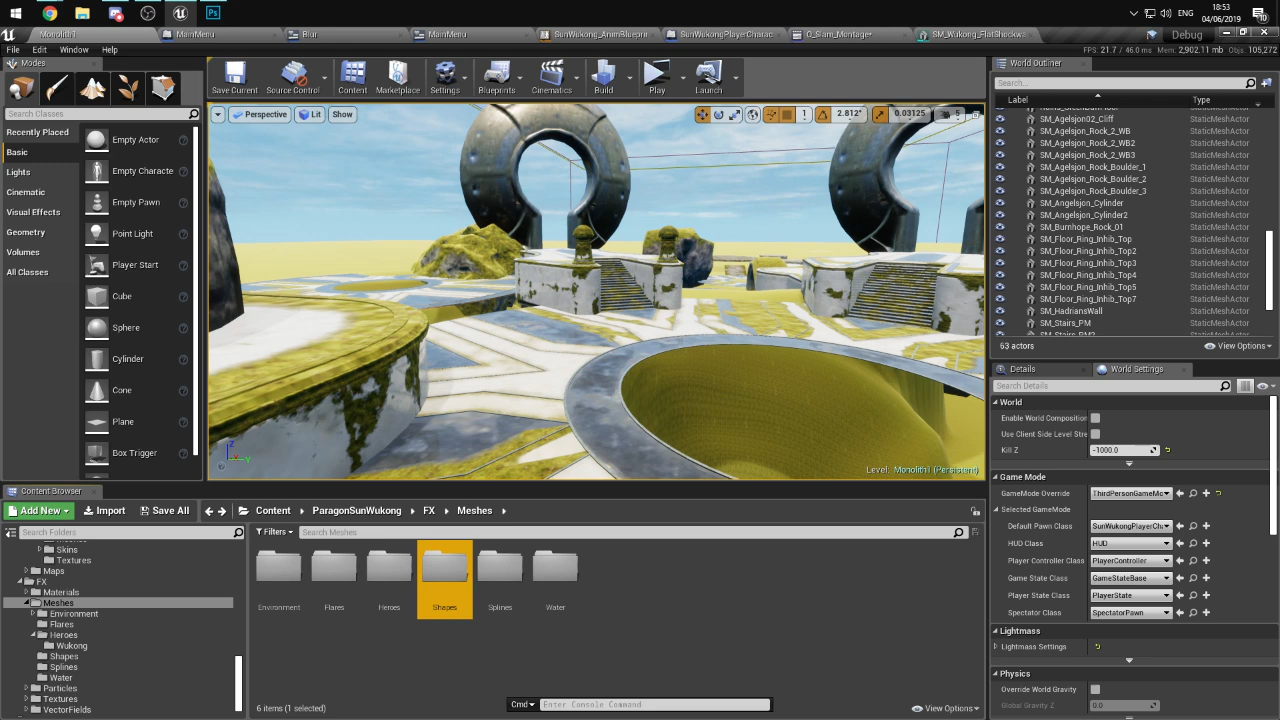 18:53
ENG
04/06/2019
Monolith1
MainMenu
Blur
MainMenu
SunWukong_AnimBluepra
SunWukongPlayerCharac
Q_Slam_Montage*
SM_Wukong_FlatShockwa
Debug
File Edit Window Help
FPS: 21.7 / 46.0 ms Mem: 2,902.11 mb Objs: 105,272
Modes
Search Classes
Recently Placed
Basic
Lights
Cinematic
Visual Effects
Geometry
Volumes
All Classes
Empty Actor
Empty Characte
Empty Pawn
Point Light
Player Start
Cube
Sphere
Cylinder
Cone
Plane
Box Trigger
Save Current
Source Control
Content
Marketplace
Settings
Blueprints
Cinematics
Build
Play
Launch
Perspective
Lit
Show
1
2.812°
0.03125
5
Level: Monolith1 (Persistent)
World Outliner
Search...
Label Type
SM_Agelsjon02_Cliff StaticMeshActor
SM_Agelsjon_Rock_2_WB StaticMeshActor
SM_Agelsjon_Rock_2_WB2 StaticMeshActor
SM_Agelsjon_Rock_2_WB3 StaticMeshActor
SM_Agelsjon_Rock_Boulder_1 StaticMeshActor
SM_Agelsjon_Rock_Boulder_2 StaticMeshActor
SM_Agelsjon_Rock_Boulder_3 StaticMeshActor
SM_Angelsjon_Cylinder StaticMeshActor
SM_Angelsjon_Cylinder2 StaticMeshActor
SM_Burnhope_Rock_01 StaticMeshActor
SM_Floor_Ring_Inhib_Top StaticMeshActor
SM_Floor_Ring_Inhib_Top2 StaticMeshActor
SM_Floor_Ring_Inhib_Top3 StaticMeshActor
SM_Floor_Ring_Inhib_Top4 StaticMeshActor
SM_Floor_Ring_Inhib_Top5 StaticMeshActor
SM_Floor_Ring_Inhib_Top7 StaticMeshActor
SM_HadriansWall StaticMeshActor
SM_Stairs_PM StaticMeshActor
63 actors
View Options
Details
World Settings
Search Details
World
Enable World Composition
Use Client Side Level Stre
Kill Z -1000.0
Game Mode
GameMode Override ThirdPersonGameMo
Selected GameMode
Default Pawn Class SunWukongPlayerCha
HUD Class HUD
Player Controller Class PlayerController
Game State Class GameStateBase
Player State Class PlayerState
Spectator Class SpectatorPawn
Lightmass
Lightmass Settings
Physics
Override World Gravity
Global Gravity Z 0.0
Content Browser
Add New
Import
Save All
Content ParagonSunWukong FX Meshes
Search Folders
Skins
Textures
Maps
FX
Materials
Meshes
Environment
Flares
Heroes
Wukong
Shapes
Splines
Water
Particles
Textures
VectorFields
Filters
Search Meshes
Environment
Flares
Heroes
Shapes
Splines
Water
6 items (1 selected)
Cmd
Enter Console Command
View Options